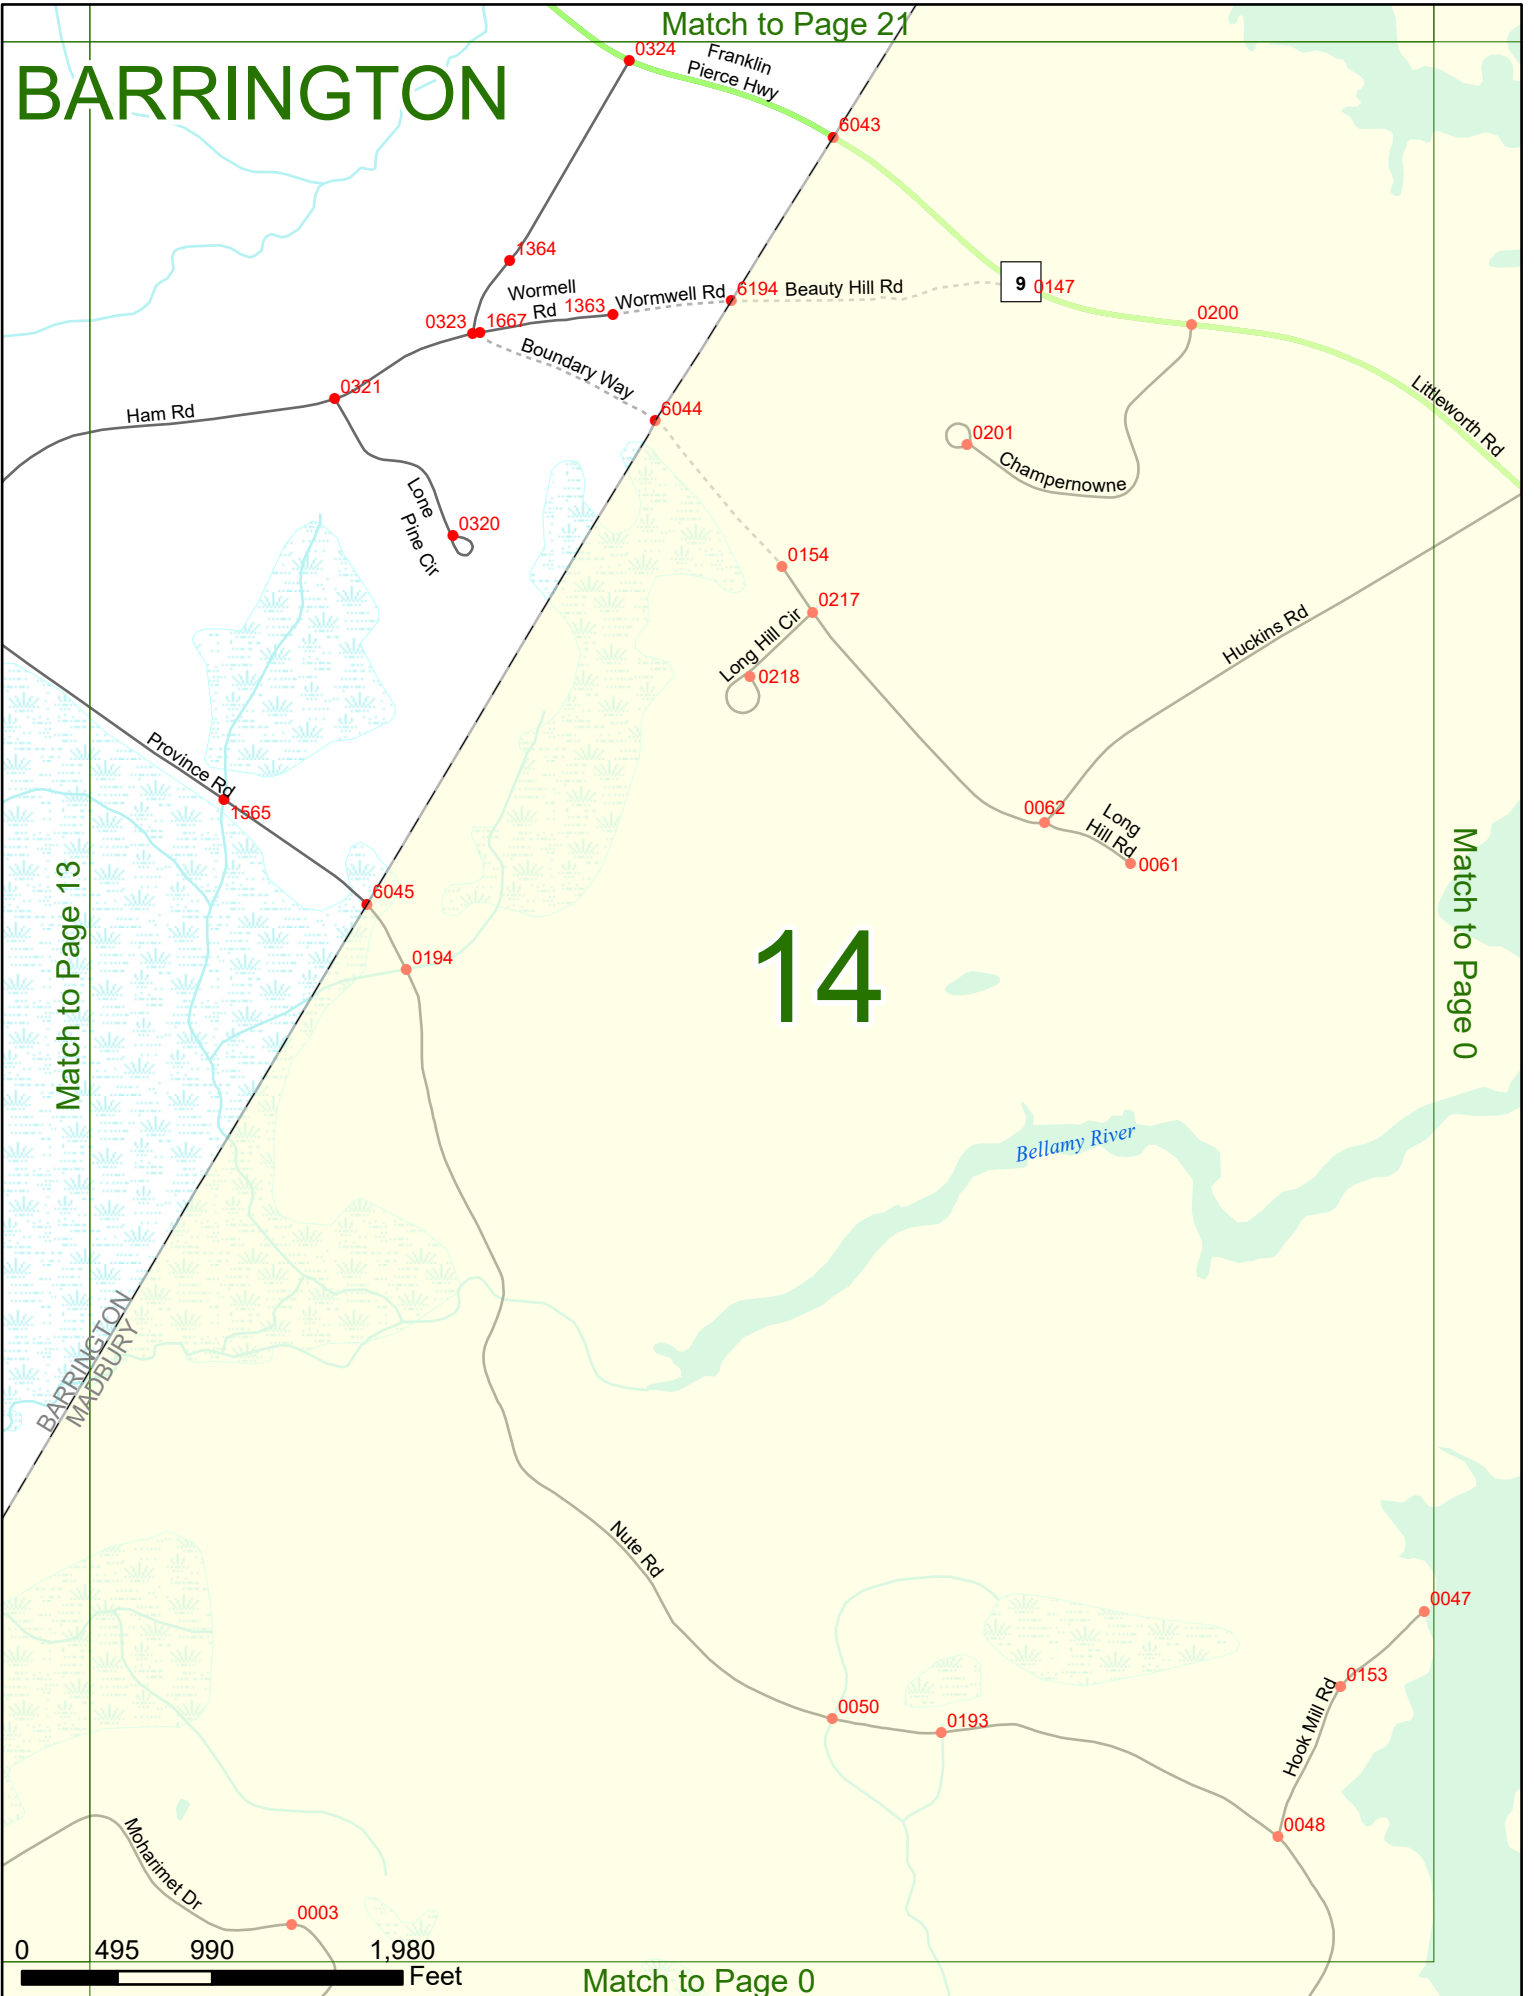 Match to Page 21
BARRINGTON
0324
Franklin
Pierce Hwy
6043
1364
Wormell
Rd
1363
Wormwell Rd
6194
Beauty Hill Rd
9
0147
0200
0323
1667
Boundary Way
0321
Ham Rd
6044
Littleworth Rd
0201
Champernowne
Lone
Pine Cir
0320
0154
0217
Long Hill Cir
0218
Huckins Rd
Province Rd
1565
0062
Long
Hill Rd
0061
Match to Page 13
Match to Page 0
6045
0194
14
Bellamy River
BARRINGTON
MADBURY
Nute Rd
0047
0153
Hook Mill Rd
0050
0193
0048
Moharimet Dr
0003
0 495 990 1,980
Feet
Match to Page 0